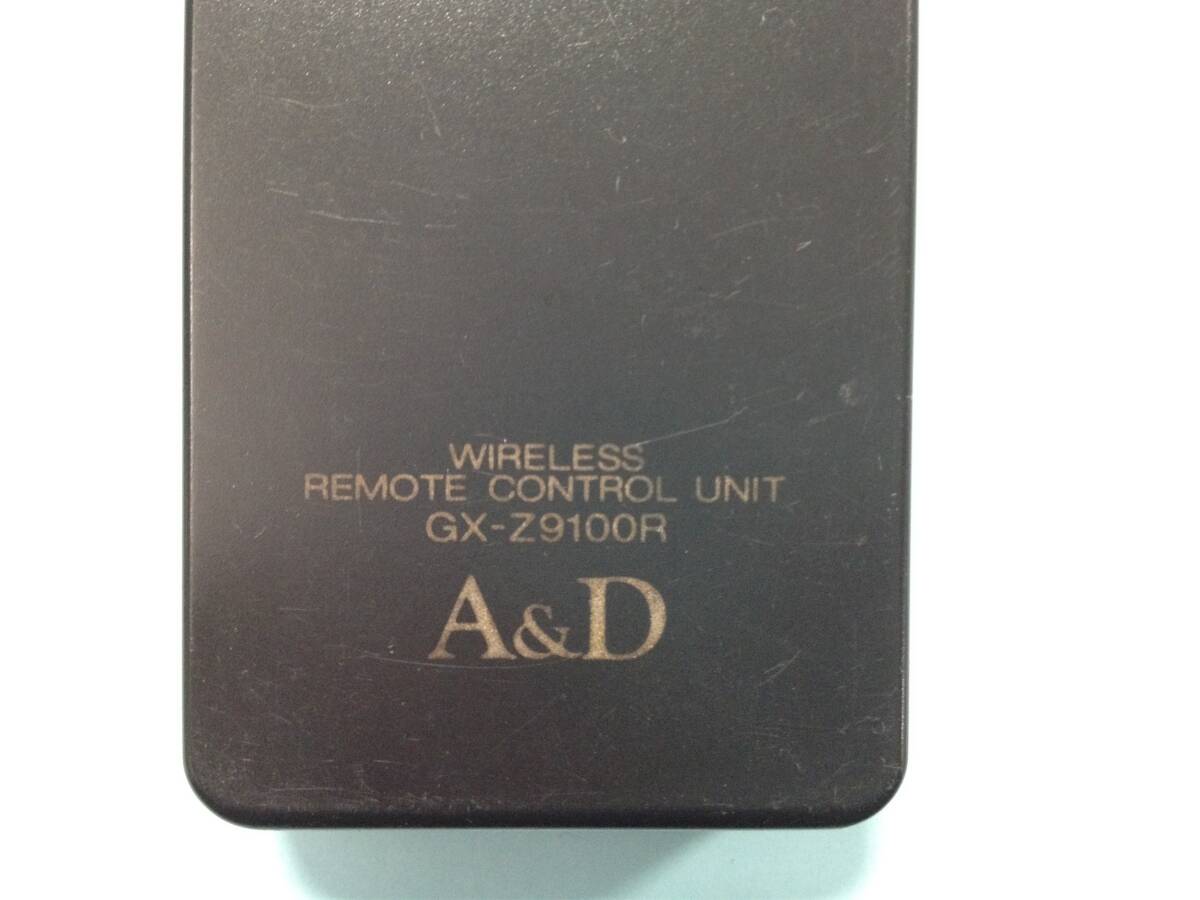 WIRELESS
REMOTE CONTROL UNIT
GX-Z9100R
A&D